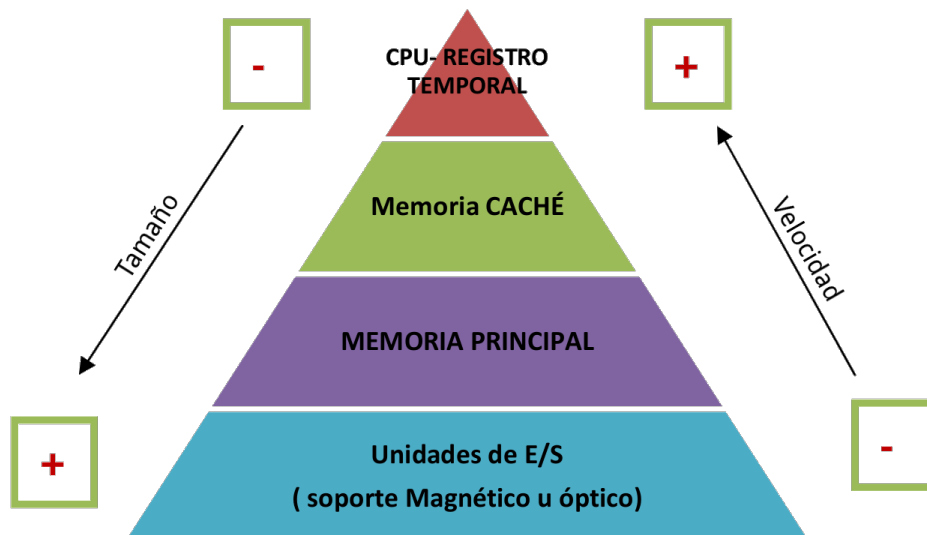 -
CPU- REGISTRO
TEMPORAL
+
Memoria CACHÉ
Tamaño
Velocidad
MEMORIA PRINCIPAL
+
Unidades de E/S
( soporte Magnético u óptico)
-